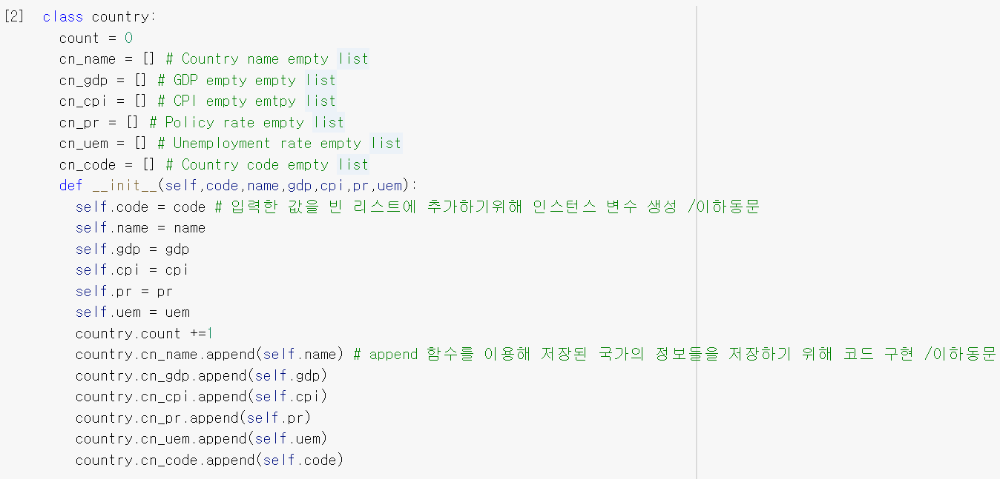 [2] class country:
count = 0
cn_name = [] # Country name empty list
cn_gdp = [] # GDP empty empty list
cn_cpi = [] # CPI empty emtpy list
cn_pr = [] # Policy rate empty list
cn_uem = [] # Unemployment rate empty list
cn_code = [] # Country code empty list
def __init__(self,code,name,gdp,cpi,pr,uem):
self.code = code # 입력한 값을 빈 리스트에 추가하기위해 인스턴스 변수 생성 /이하동문
self.name = name
self.gdp = gdp
self.cpi = cpi
self.pr = pr
self.uem = uem
country.count +=1
country.cn_name.append(self.name) # append 함수를 이용해 저장된 국가의 정보들을 저장하기 위해 코드 구현 /이하동문
country.cn_gdp.append(self.gdp)
country.cn_cpi.append(self.cpi)
country.cn_pr.append(self.pr)
country.cn_uem.append(self.uem)
country.cn_code.append(self.code)